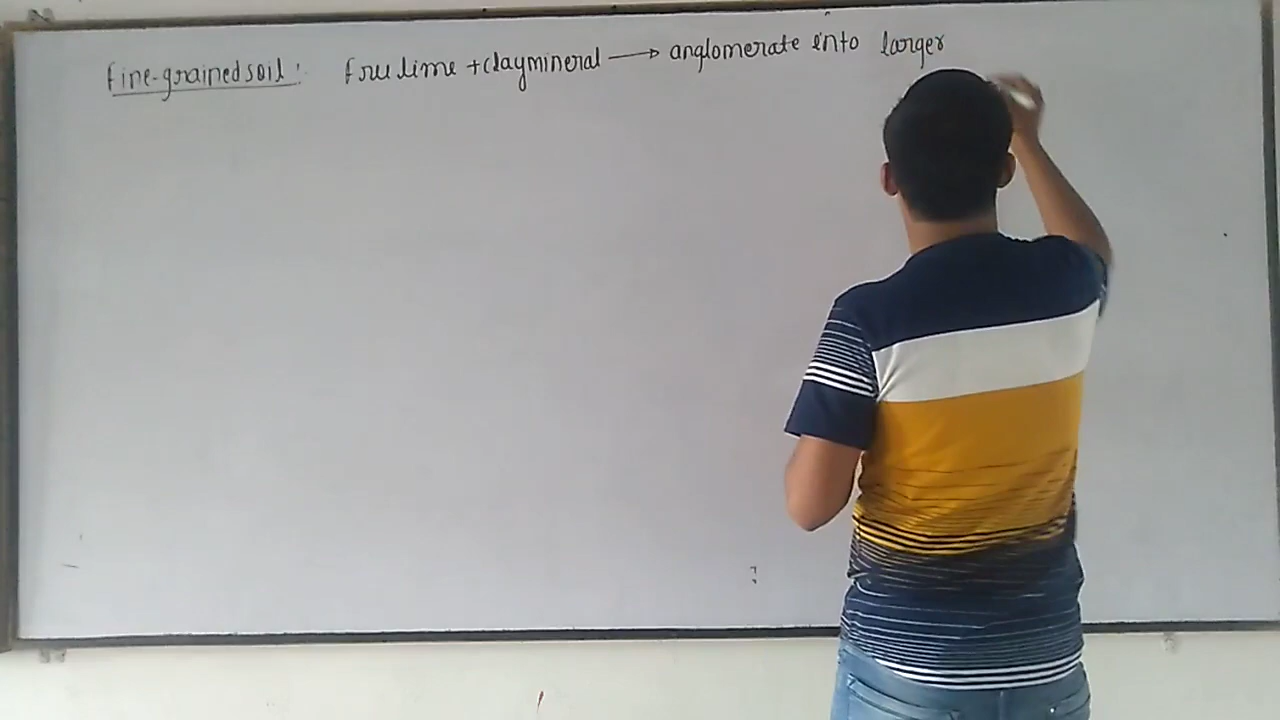 fine-grained soil: free lime + clay mineral → anglomerate into larger